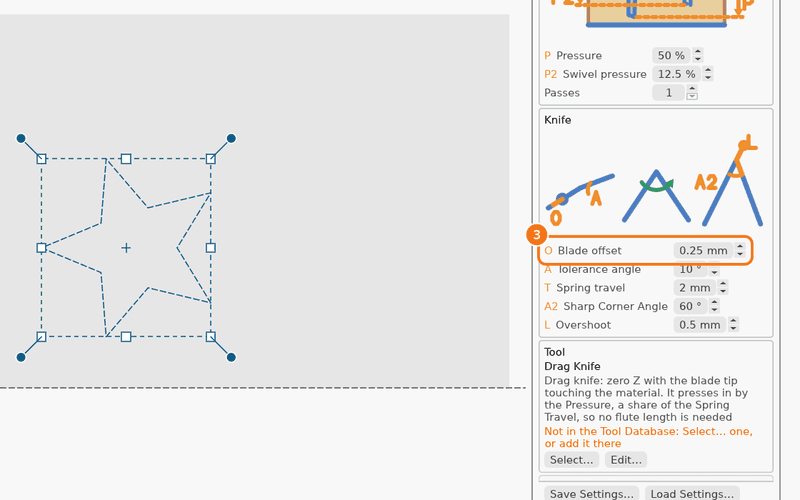 P Pressure 50 %
P2 Swivel pressure 12.5 %
Passes 1
Knife
A2 L
A
O
3
O Blade offset 0.25 mm
A Tolerance angle 10 °
T Spring travel 2 mm
A2 Sharp Corner Angle 60 °
L Overshoot 0.5 mm
Tool
Drag Knife
Drag knife: zero Z with the blade tip
touching the material. It presses in by
the Pressure, a share of the Spring
Travel, so no flute length is needed
Not in the Tool Database: Select... one,
or add it there
Select... Edit...
Save Settings... Load Settings...